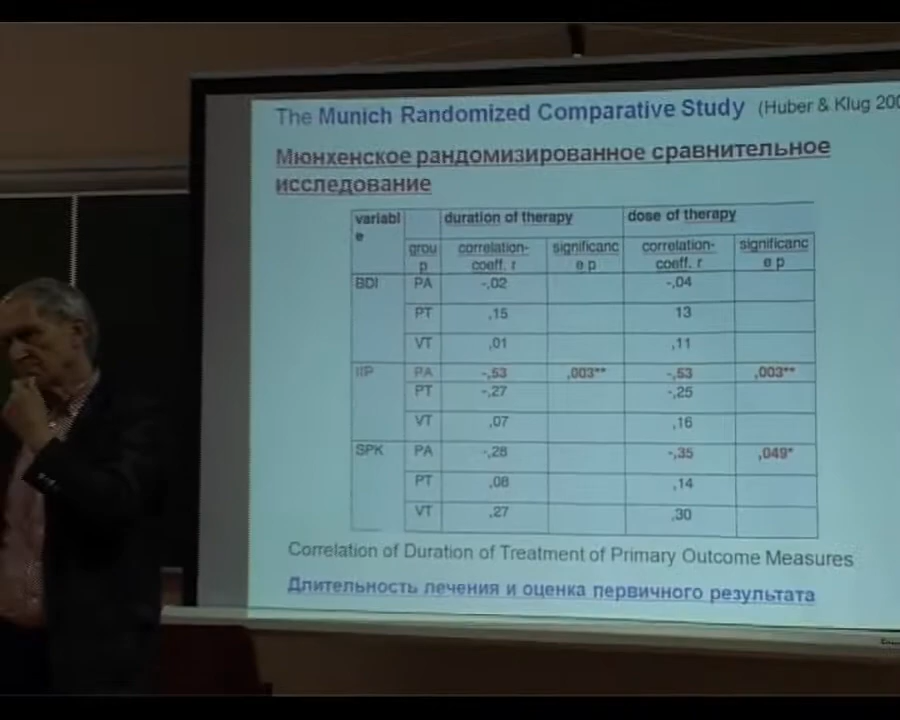 The Munich Randomized Comparative Study (Huber & Klug 200
Мюнхенское рандомизированное сравнительное
исследование
variabl duration of therapy dose of therapy
e
grou correlation- significanc correlation- significanc
p coeff. r e p coeff. r e p
BDI PA -,02 -,04
PT ,15 13
VT ,01 ,11
IIP PA -,53 ,003** -,53 ,003**
PT -,27 -,25
VT ,07 ,16
SPK PA -,28 -,35 ,049*
PT ,08 ,14
VT ,27 ,30
Correlation of Duration of Treatment of Primary Outcome Measures
Длительность лечения и оценка первичного результата